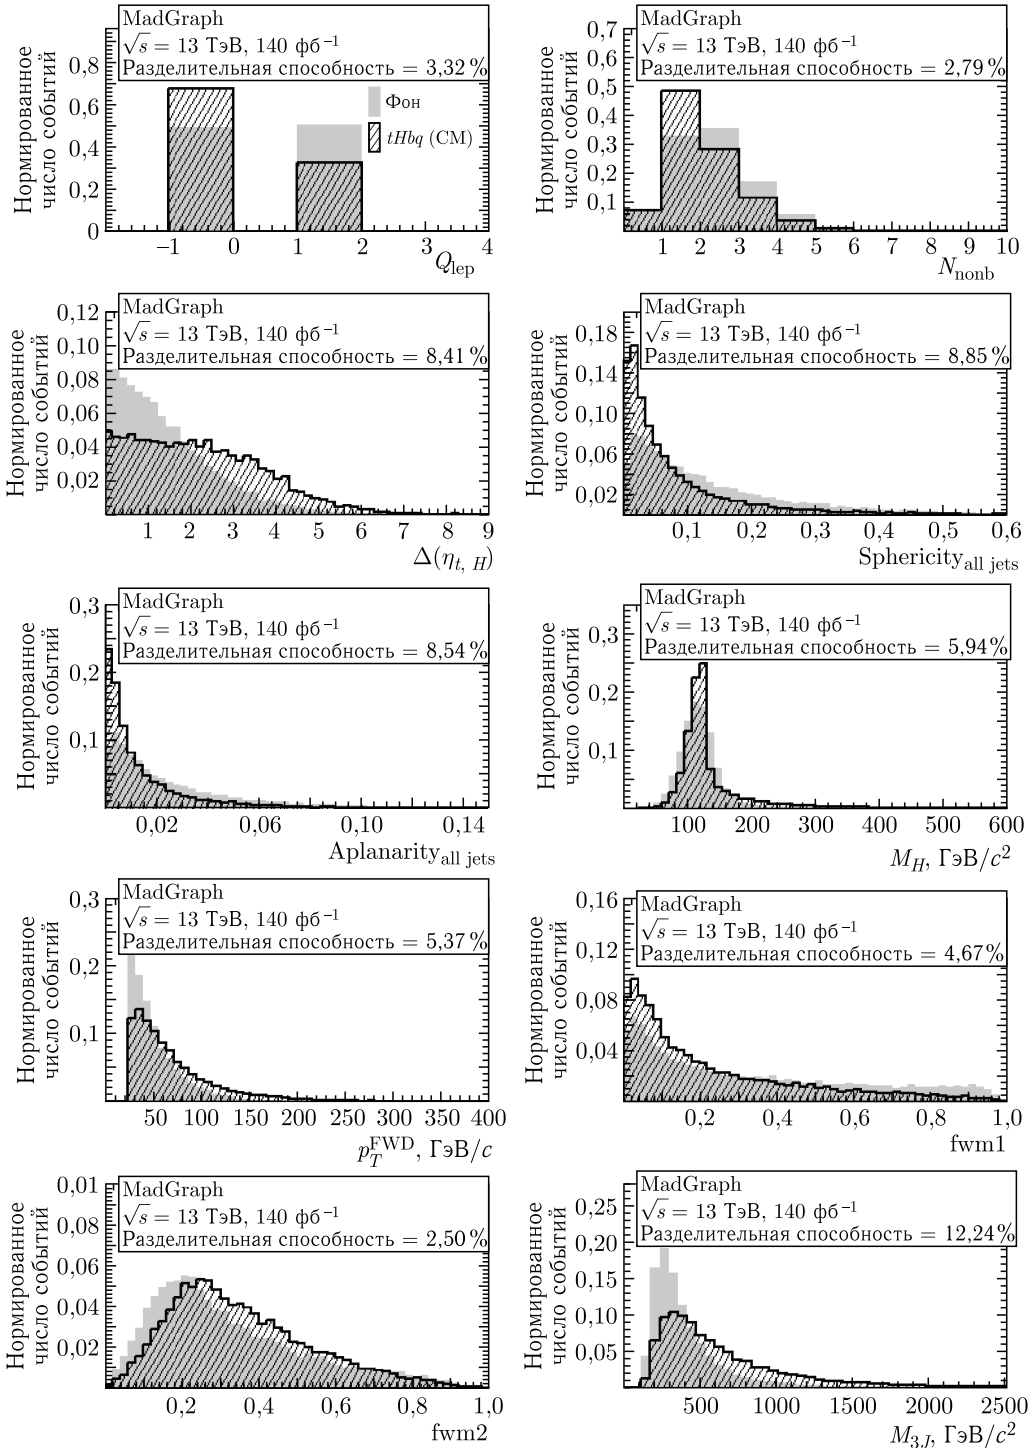 Нормированное
число событий
MadGraph
√s = 13 ТэВ, 140 фб⁻¹
Разделительная способность = 3,32 %
Фон
tHbq (СМ)
0,8
0,6
0,4
0,2
0
−1 0 1 2 3 4
Q_lep
Нормированное
число событий
MadGraph
√s = 13 ТэВ, 140 фб⁻¹
Разделительная способность = 2,79 %
0,7
0,6
0,5
0,4
0,3
0,2
0,1
1 2 3 4 5 6 7 8 9 10
N_nonb
Нормированное
число событий
MadGraph
√s = 13 ТэВ, 140 фб⁻¹
Разделительная способность = 8,41 %
0,12
0,10
0,08
0,06
0,04
0,02
1 2 3 4 5 6 7 8 9
Δ(η_t, H)
Нормированное
число событий
MadGraph
√s = 13 ТэВ, 140 фб⁻¹
Разделительная способность = 8,85 %
0,18
0,14
0,10
0,06
0,02
0,1 0,2 0,3 0,4 0,5 0,6
Sphericity_all jets
Нормированное
число событий
MadGraph
√s = 13 ТэВ, 140 фб⁻¹
Разделительная способность = 8,54 %
0,3
0,2
0,1
0,02 0,06 0,10 0,14
Aplanarity_all jets
Нормированное
число событий
MadGraph
√s = 13 ТэВ, 140 фб⁻¹
Разделительная способность = 5,94 %
0,3
0,2
0,1
100 200 300 400 500 600
M_H, ГэВ/c²
Нормированное
число событий
MadGraph
√s = 13 ТэВ, 140 фб⁻¹
Разделительная способность = 5,37 %
0,3
0,2
0,1
50 100 150 200 250 300 350 400
p_T^FWD, ГэВ/c
Нормированное
число событий
MadGraph
√s = 13 ТэВ, 140 фб⁻¹
Разделительная способность = 4,67 %
0,16
0,12
0,08
0,04
0,2 0,4 0,6 0,8 1,0
fwm1
Нормированное
число событий
MadGraph
√s = 13 ТэВ, 140 фб⁻¹
Разделительная способность = 2,50 %
0,01
0,08
0,06
0,04
0,02
0,2 0,4 0,6 0,8 1,0
fwm2
Нормированное
число событий
MadGraph
√s = 13 ТэВ, 140 фб⁻¹
Разделительная способность = 12,24 %
0,25
0,20
0,15
0,10
0,05
500 1000 1500 2000 2500
M_3J, ГэВ/c²